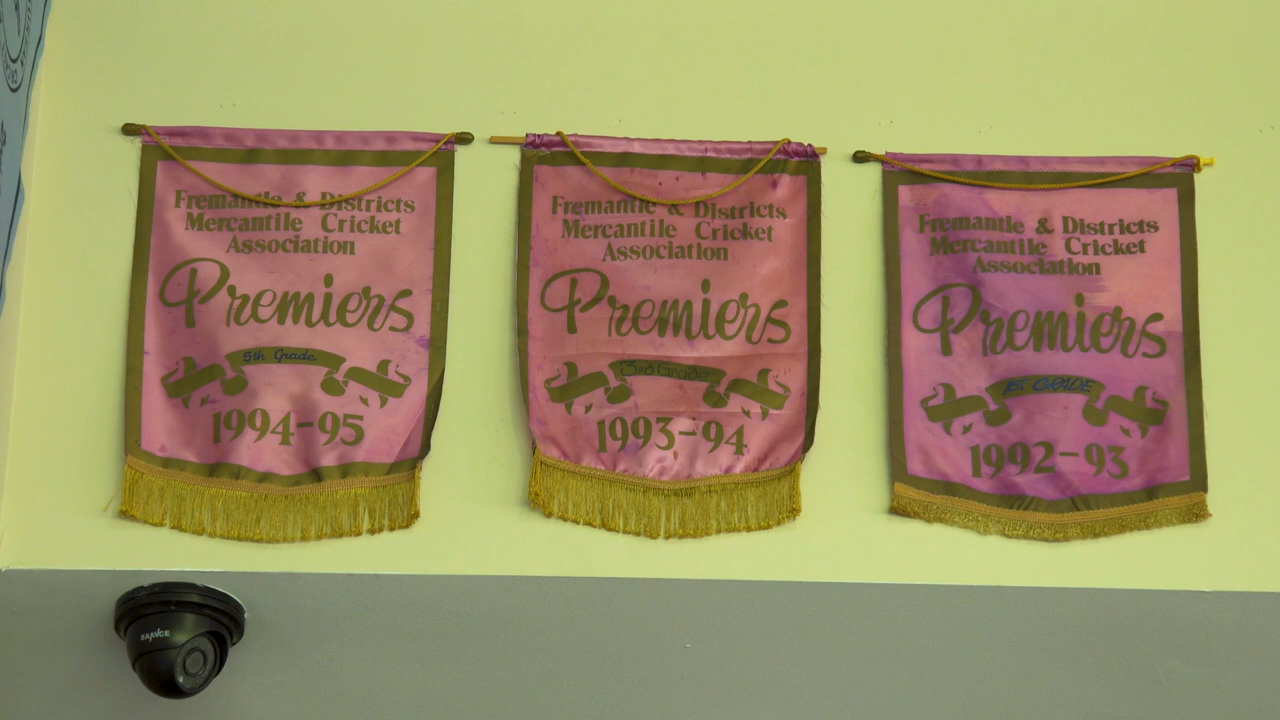 Fremantle & Districts
Mercantile Cricket
Association
Premiers
5th Grade
1994-95
Fremantle & Districts
Mercantile Cricket
Association
Premiers
3rd Grade
1993-94
Fremantle & Districts
Mercantile Cricket
Association
Premiers
1ST GRADE
1992-93
SANNCE